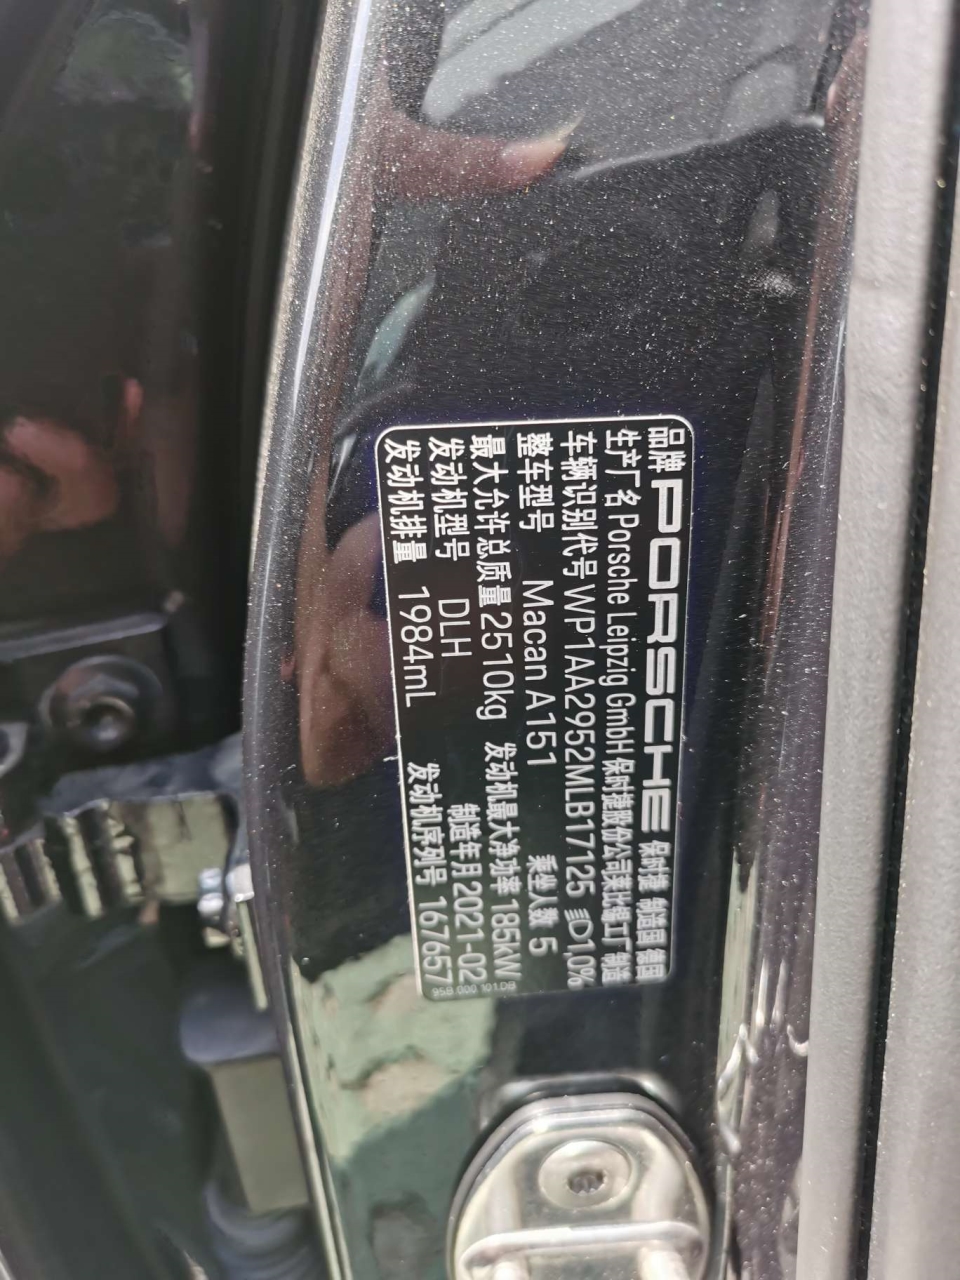 品牌 PORSCHE 保时捷 制造国 德国
生产厂名 Porsche Leipzig GmbH 保时捷股份公司莱比锡工厂制造
车辆识别代号 WP1AA2952MLB17125 D1,0%
整车型号 Macan A151 乘坐人数 5
最大允许总质量 2510kg 发动机最大净功率 185kW
发动机型号 DLH 制造年月 2021-02
发动机排量 1984mL 发动机序列号 167657
95B 000 101 DB